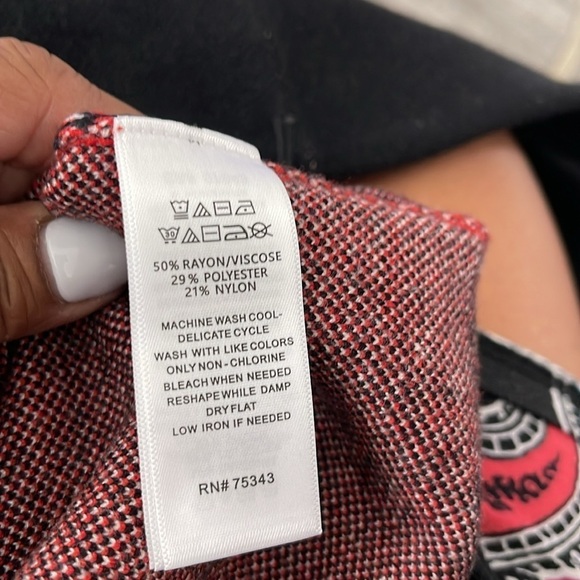 30
50% RAYON/VISCOSE
29% POLYESTER
21% NYLON
MACHINE WASH COOL-
DELICATE CYCLE
WASH WITH LIKE COLORS
ONLY NON-CHLORINE
BLEACH WHEN NEEDED
RESHAPE WHILE DAMP
DRY FLAT
LOW IRON IF NEEDED
RN# 75343